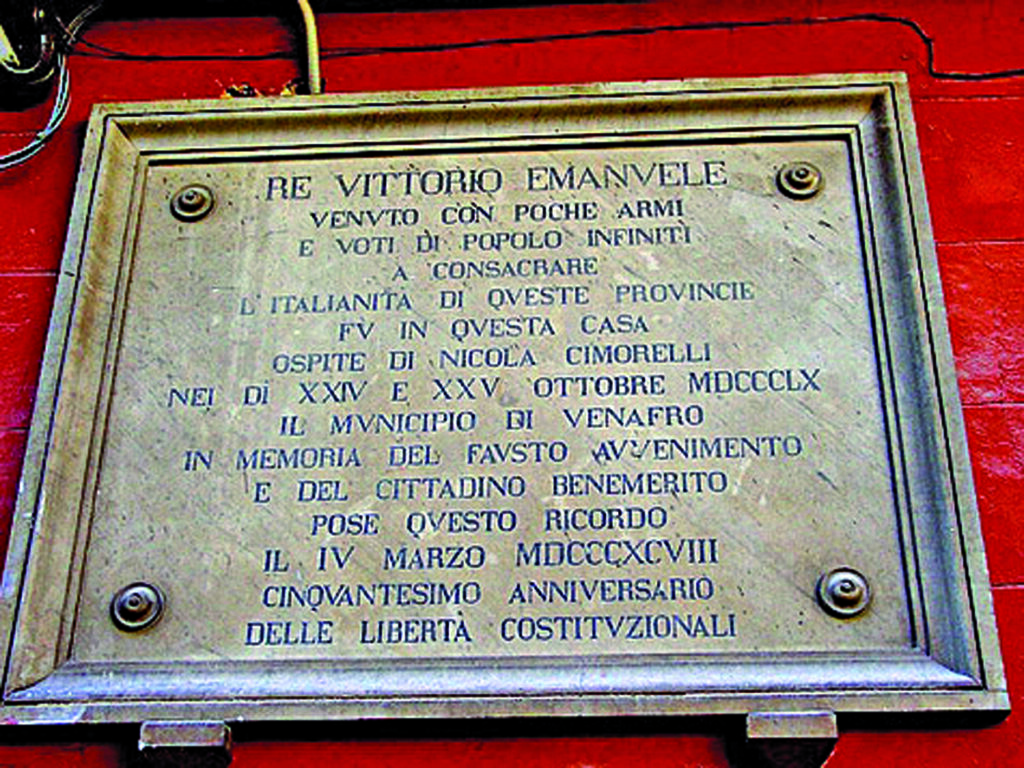 RE VITTORIO EMANVELE
VENVTO CON POCHE ARMI
E VOTI DI POPOLO INFINITI
A CONSACRARE
L'ITALIANITÀ DI QVESTE PROVINCIE
FV IN QVESTA CASA
OSPITE DI NICOLA CIMORELLI
NEI DÌ XXIV E XXV OTTOBRE MDCCCLX
IL MVNICIPIO DI VENAFRO
IN MEMORIA DEL FAVSTO AVVENIMENTO
E DEL CITTADINO BENEMERITO
POSE QVESTO RICORDO
IL IV MARZO MDCCCXCVIII
CINQVANTESIMO ANNIVERSARIO
DELLE LIBERTÀ COSTITVZIONALI